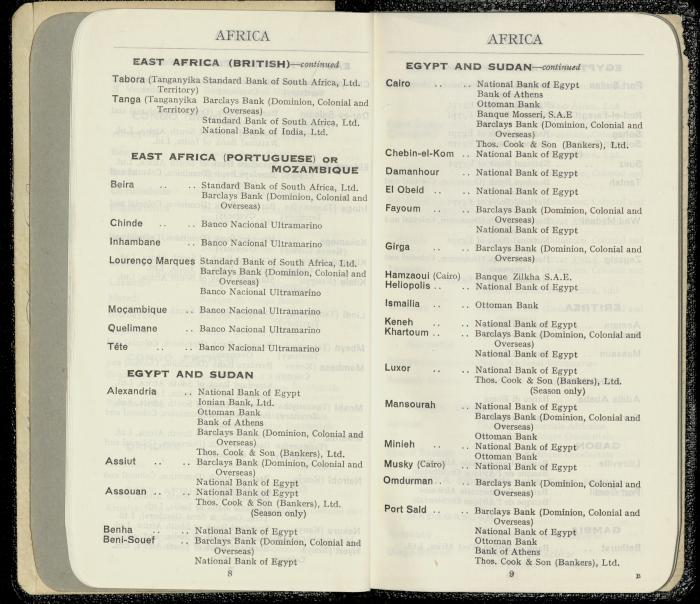 AFRICA
EAST AFRICA (BRITISH)—continued
Tabora (Tanganyika Standard Bank of South Africa, Ltd.
Territory)
Tanga (Tanganyika Barclays Bank (Dominion, Colonial and
Territory) Overseas)
Standard Bank of South Africa, Ltd.
National Bank of India, Ltd.
EAST AFRICA (PORTUGUESE) OR
MOZAMBIQUE
Beira .. .. Standard Bank of South Africa, Ltd.
Barclays Bank (Dominion, Colonial and
Overseas)
Chinde .. .. Banco Nacional Ultramarino
Inhambane .. Banco Nacional Ultramarino
Lourenço Marques Standard Bank of South Africa, Ltd.
Barclays Bank (Dominion, Colonial and
Overseas)
Banco Nacional Ultramarino
Moçambique .. Banco Nacional Ultramarino
Quelimane .. Banco Nacional Ultramarino
Téte .. .. Banco Nacional Ultramarino
EGYPT AND SUDAN
Alexandria .. National Bank of Egypt
Ionian Bank, Ltd.
Ottoman Bank
Bank of Athens
Barclays Bank (Dominion, Colonial and
Overseas)
Thos. Cook & Son (Bankers), Ltd.
Assiut .. .. Barclays Bank (Dominion, Colonial and
Overseas)
National Bank of Egypt
Assouan .. .. National Bank of Egypt
Thos. Cook & Son (Bankers), Ltd.
(Season only)
Benha .. .. National Bank of Egypt
Beni-Souef .. Barclays Bank (Dominion, Colonial and
Overseas)
National Bank of Egypt
8
AFRICA
EGYPT AND SUDAN—continued
Cairo .. .. National Bank of Egypt
Bank of Athens
Ottoman Bank
Banque Mosseri, S.A.E
Barclays Bank (Dominion, Colonial and
Overseas)
Thos. Cook & Son (Bankers), Ltd.
Chebin-el-Kom .. National Bank of Egypt
Damanhour .. National Bank of Egypt
El Obeid .. .. National Bank of Egypt
Fayoum .. .. Barclays Bank (Dominion, Colonial and
Overseas)
National Bank of Egypt
Girga .. .. Barclays Bank (Dominion, Colonial and
Overseas)
Hamzaoui (Cairo) Banque Zilkha S.A.E.
Heliopolis .. .. National Bank of Egypt
Ismailia .. .. Ottoman Bank
Keneh .. .. National Bank of Egypt
Khartoum .. .. Barclays Bank (Dominion, Colonial and
Overseas)
National Bank of Egypt
Luxor .. .. National Bank of Egypt
Thos. Cook & Son (Bankers), Ltd.
(Season only)
Mansourah .. National Bank of Egypt
Barclays Bank (Dominion, Colonial and
Overseas)
Ottoman Bank
Minieh .. .. National Bank of Egypt
Ottoman Bank
Musky (Cairo) .. National Bank of Egypt
Omdurman .. .. Barclays Bank (Dominion, Colonial and
Overseas)
Port Said .. .. Barclays Bank (Dominion, Colonial and
Overseas)
National Bank of Egypt
Ottoman Bank
Bank of Athens
Thos. Cook & Son (Bankers), Ltd.
9
B